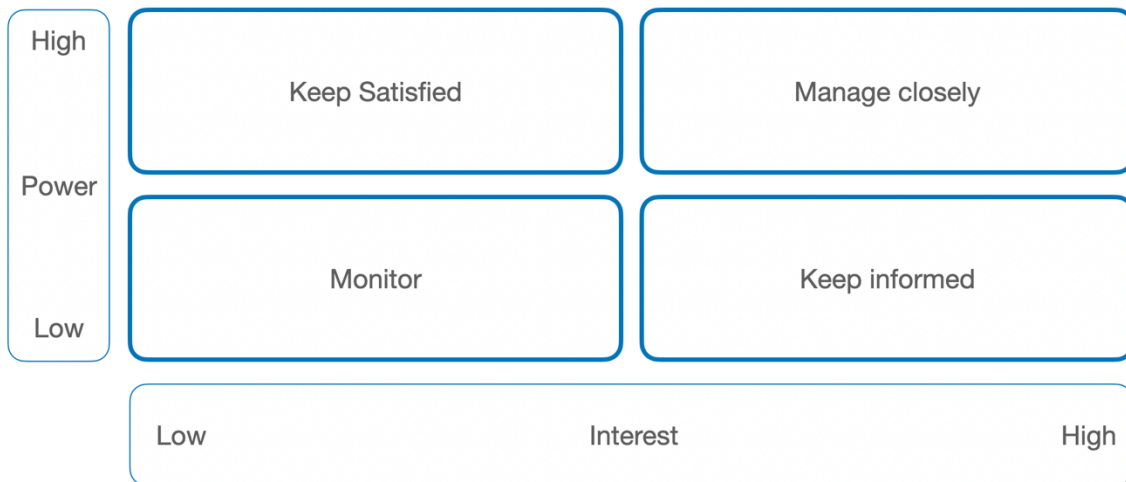 High
Keep Satisfied
Manage closely
Power
Monitor
Keep informed
Low
Low
Interest
High